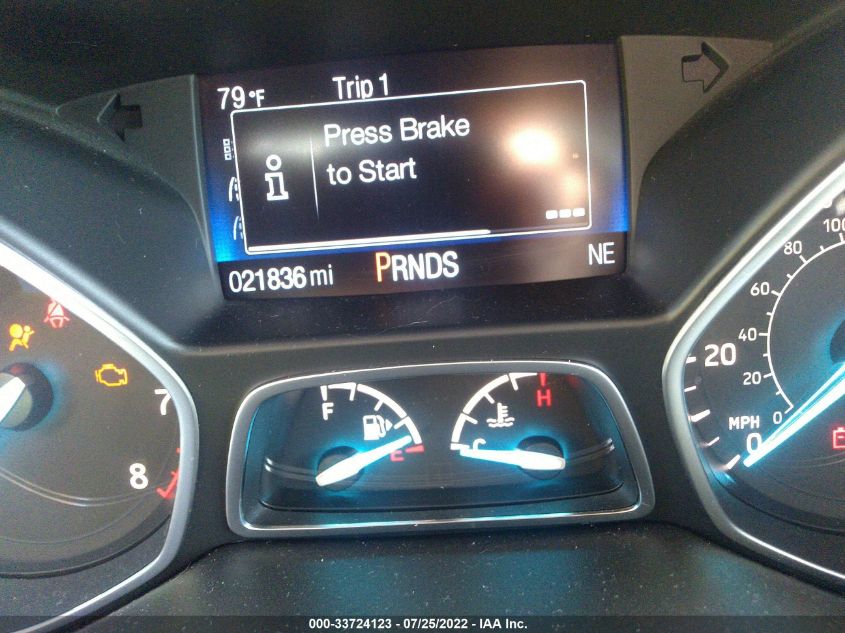 79°F Trip 1
Press Brake
to Start
i
021836 mi PRNDS NE
7
8
F
E
C
H
20
0
MPH
0
20
40
60
80
100
000-33724123 / 07/25/2022 - IAA Inc.